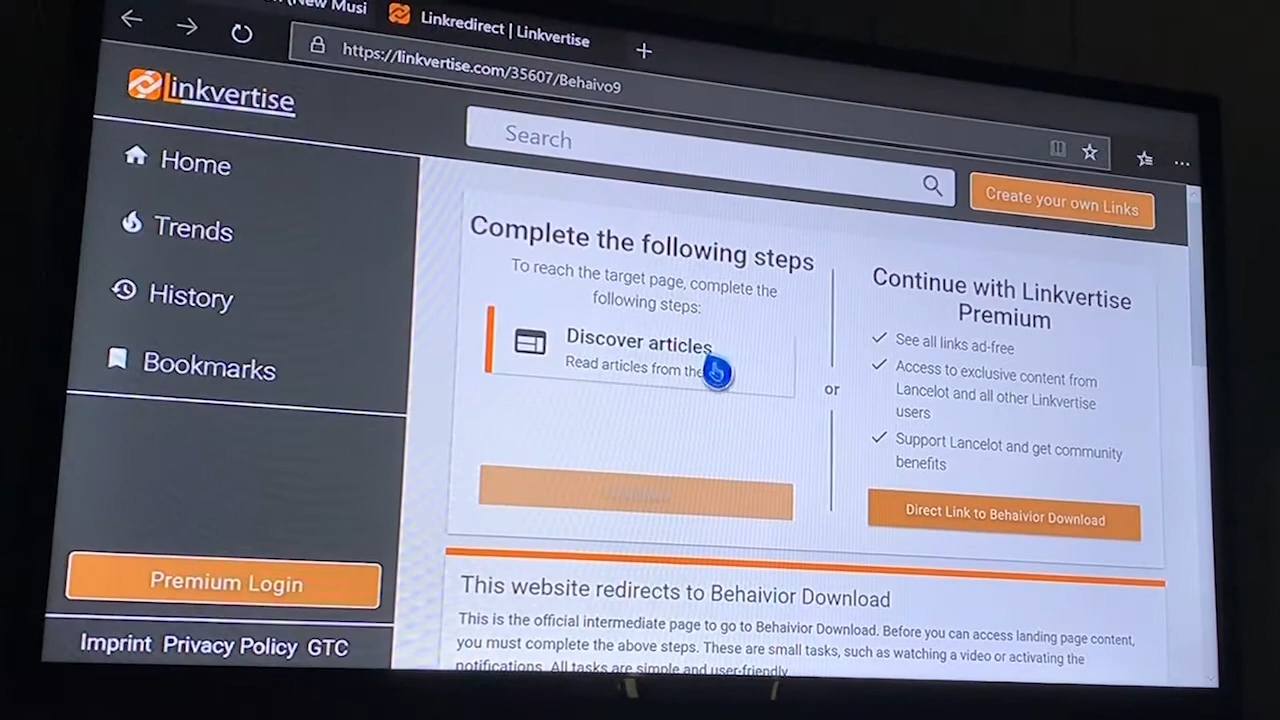 (New Musi
Linkredirect | Linkvertise
https://linkvertise.com/35607/Behaivo9
Linkvertise
Search
Create your own Links
Home
Trends
History
Bookmarks
Premium Login
Imprint Privacy Policy GTC
Complete the following steps
To reach the target page, complete the
following steps:
Discover articles
Read articles from the
or
Continue with Linkvertise
Premium
See all links ad-free
Access to exclusive content from
Lancelot and all other Linkvertise
users
Support Lancelot and get community
benefits
Direct Link to Behaivior Download
This website redirects to Behaivior Download
This is the official intermediate page to go to Behaivior Download. Before you can access landing page content,
you must complete the above steps. These are small tasks, such as watching a video or activating the
notifications. All tasks are simple and user-friendly